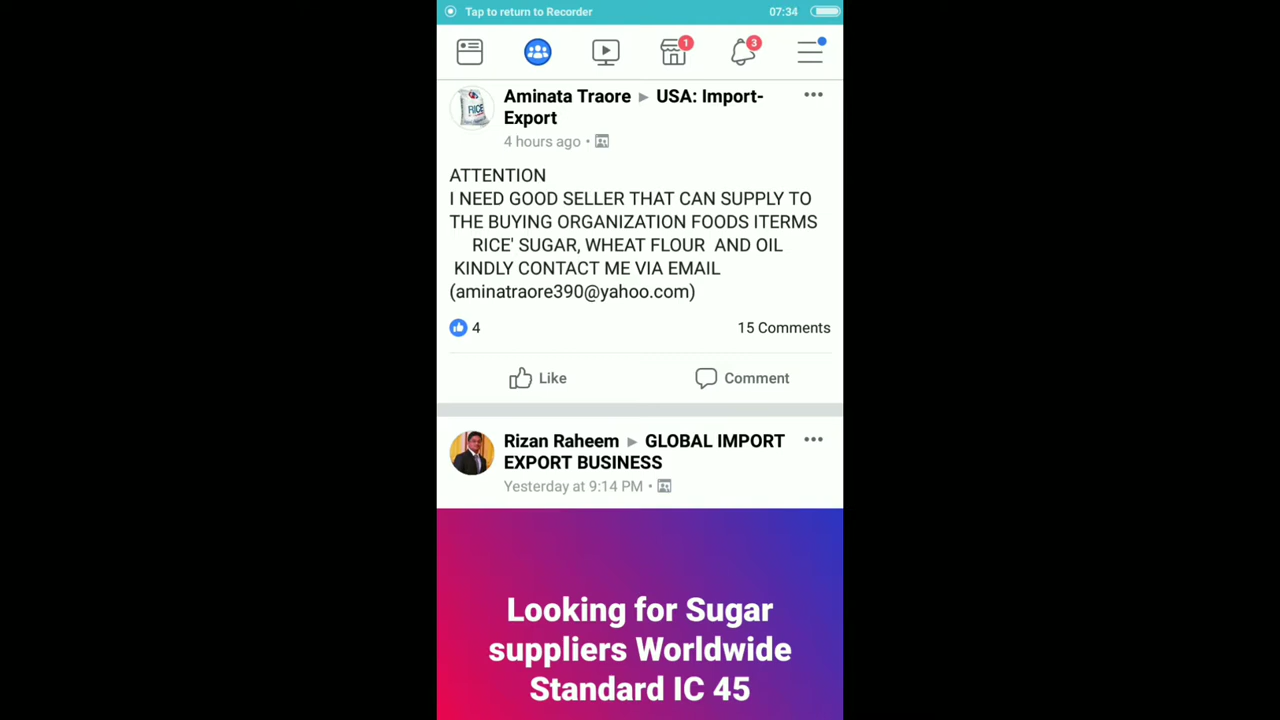 Tap to return to Recorder
07:34
1
3
RICE
Aminata Traore ▶ USA: Import-
Export
4 hours ago •
ATTENTION
I NEED GOOD SELLER THAT CAN SUPPLY TO
THE BUYING ORGANIZATION FOODS ITERMS
RICE' SUGAR, WHEAT FLOUR AND OIL
KINDLY CONTACT ME VIA EMAIL
(aminatraore390@yahoo.com)
4
15 Comments
Like
Comment
Rizan Raheem ▶ GLOBAL IMPORT
EXPORT BUSINESS
Yesterday at 9:14 PM •
Looking for Sugar
suppliers Worldwide
Standard IC 45